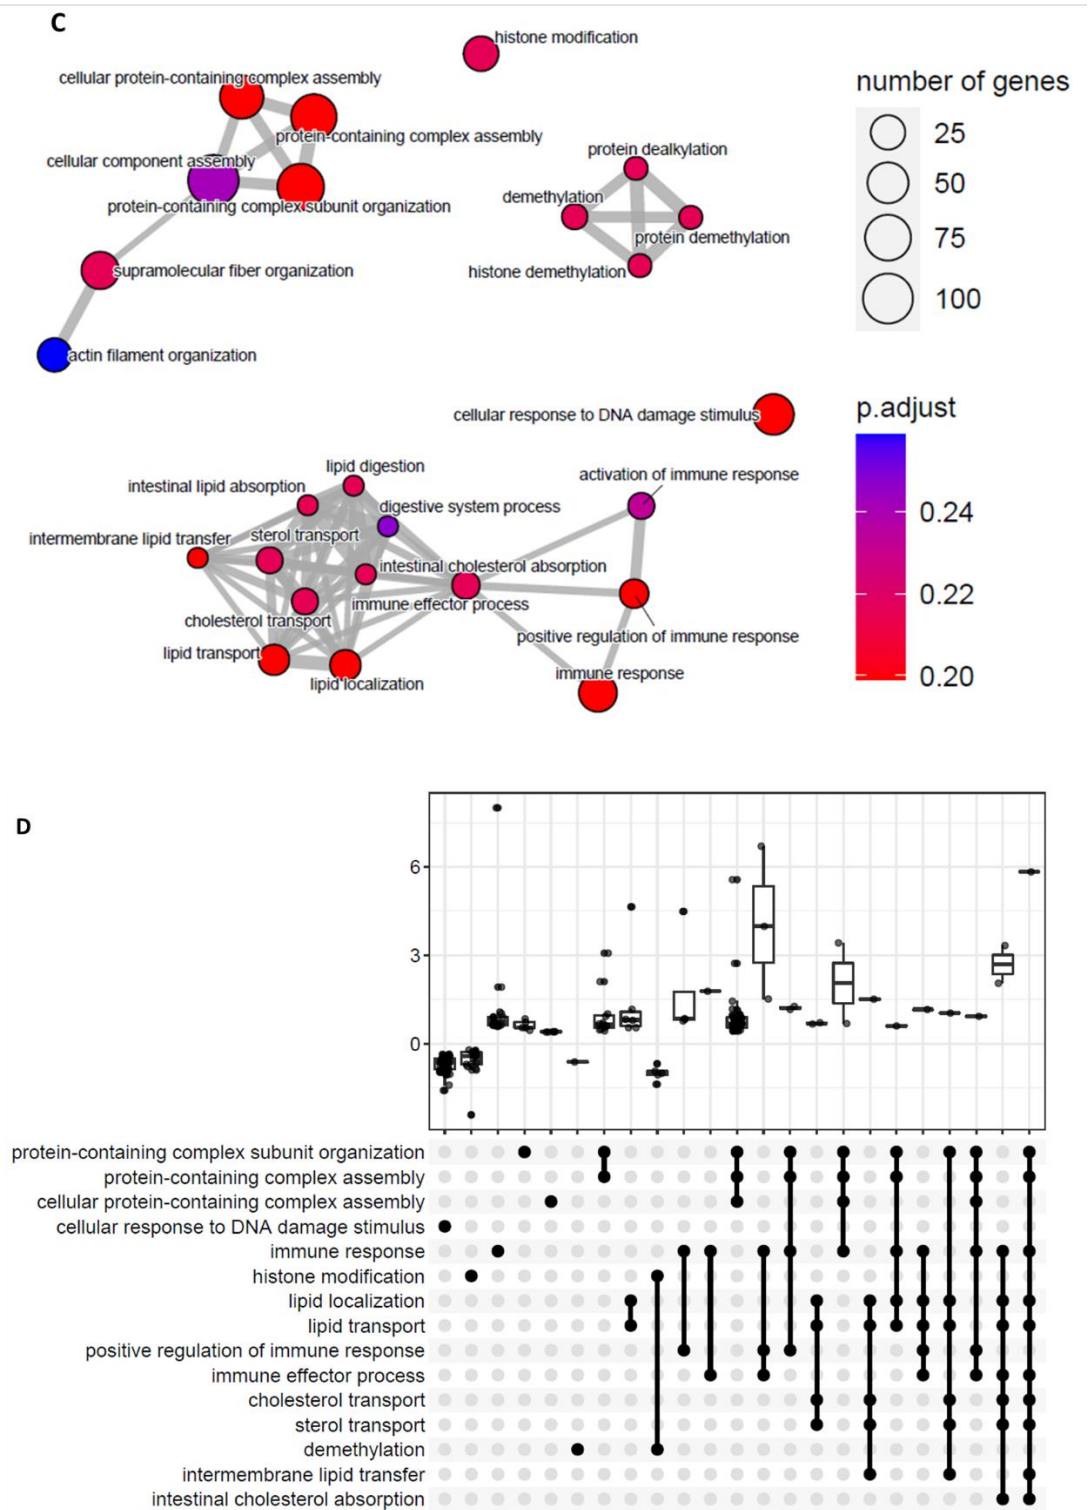 C
histone modification
cellular protein-containing complex assembly
number of genes
25
protein-containing complex assembly
protein dealkylation
cellular component assembly
50
demethylation
protein-containing complex subunit organization
75
protein demethylation
supramolecular fiber organization
histone demethylation
100
actin filament organization
p.adjust
cellular response to DNA damage stimulus
lipid digestion
activation of immune response
intestinal lipid absorption
digestive system process
0.24
intermembrane lipid transfer
sterol transport
intestinal cholesterol absorption
0.22
immune effector process
cholesterol transport
positive regulation of immune response
lipid transport
immune response
0.20
lipid localization
D
6
3
0
protein-containing complex subunit organization
protein-containing complex assembly
cellular protein-containing complex assembly
cellular response to DNA damage stimulus
immune response
histone modification
lipid localization
lipid transport
positive regulation of immune response
immune effector process
cholesterol transport
sterol transport
demethylation
intermembrane lipid transfer
intestinal cholesterol absorption